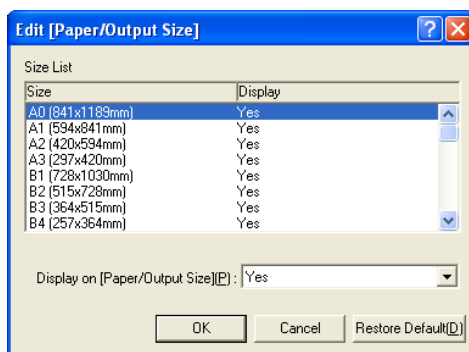 Edit [Paper/Output Size]
Size List
Size Display
A0 (841x1189mm) Yes
A1 (594x841mm) Yes
A2 (420x594mm) Yes
A3 (297x420mm) Yes
B1 (728x1030mm) Yes
B2 (515x728mm) Yes
B3 (364x515mm) Yes
B4 (257x364mm) Yes
Display on [Paper/Output Size](P) : Yes
OK Cancel Restore Default(D)